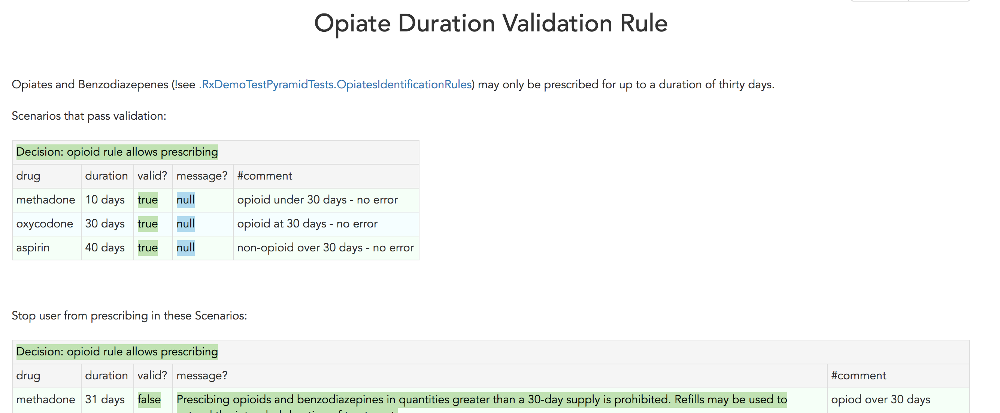 Opiate Duration Validation Rule
Opiates and Benzodiazepenes (!see .RxDemoTestPyramidTests.OpiatesIdentificationRules) may only be prescribed for up to a duration of thirty days.
Scenarios that pass validation:
Decision: opioid rule allows prescribing
drug duration valid? message? #comment
methadone 10 days true null opioid under 30 days - no error
oxycodone 30 days true null opioid at 30 days - no error
aspirin 40 days true null non-opioid over 30 days - no error
Stop user from prescribing in these Scenarios:
Decision: opioid rule allows prescribing
drug duration valid? message? #comment
methadone 31 days false Prescibing opioids and benzodiazepines in quantities greater than a 30-day supply is prohibited. Refills may be used to opiod over 30 days